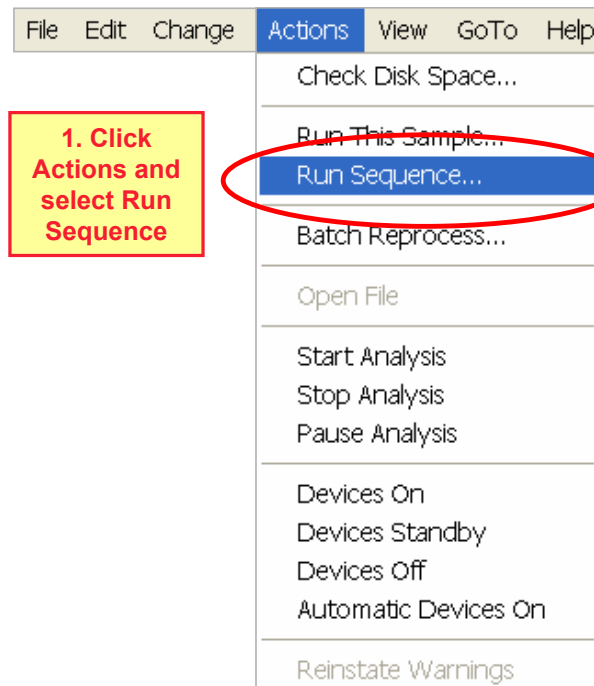 File Edit Change Actions View GoTo Help
Check Disk Space...
1. Click
Actions and
select Run
Sequence
Run This Sample...
Run Sequence...
Batch Reprocess...
Open File
Start Analysis
Stop Analysis
Pause Analysis
Devices On
Devices Standby
Devices Off
Automatic Devices On
Reinstate Warnings